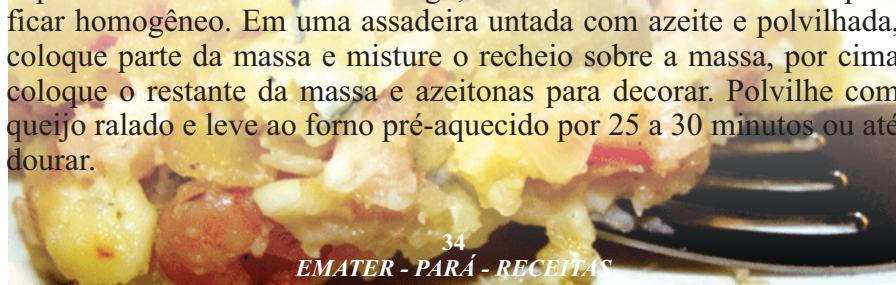 ficar homogêneo. Em uma assadeira untada com azeite e polvilhada,
coloque parte da massa e misture o recheio sobre a massa, por cima
coloque o restante da massa e azeitonas para decorar. Polvilhe com
queijo ralado e leve ao forno pré-aquecido por 25 a 30 minutos ou até
dourar.
34
EMATER - PARÁ - RECEITAS